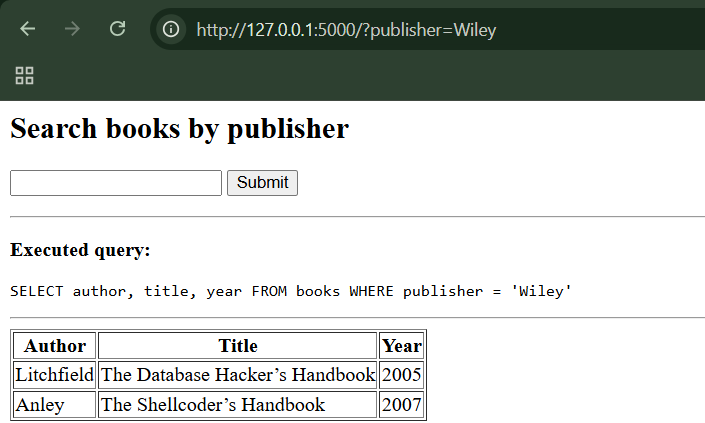 http://127.0.0.1:5000/?publisher=Wiley
Search books by publisher
Submit
Executed query:
SELECT author, title, year FROM books WHERE publisher = 'Wiley'
Author Title Year
Litchfield The Database Hacker’s Handbook 2005
Anley The Shellcoder’s Handbook 2007